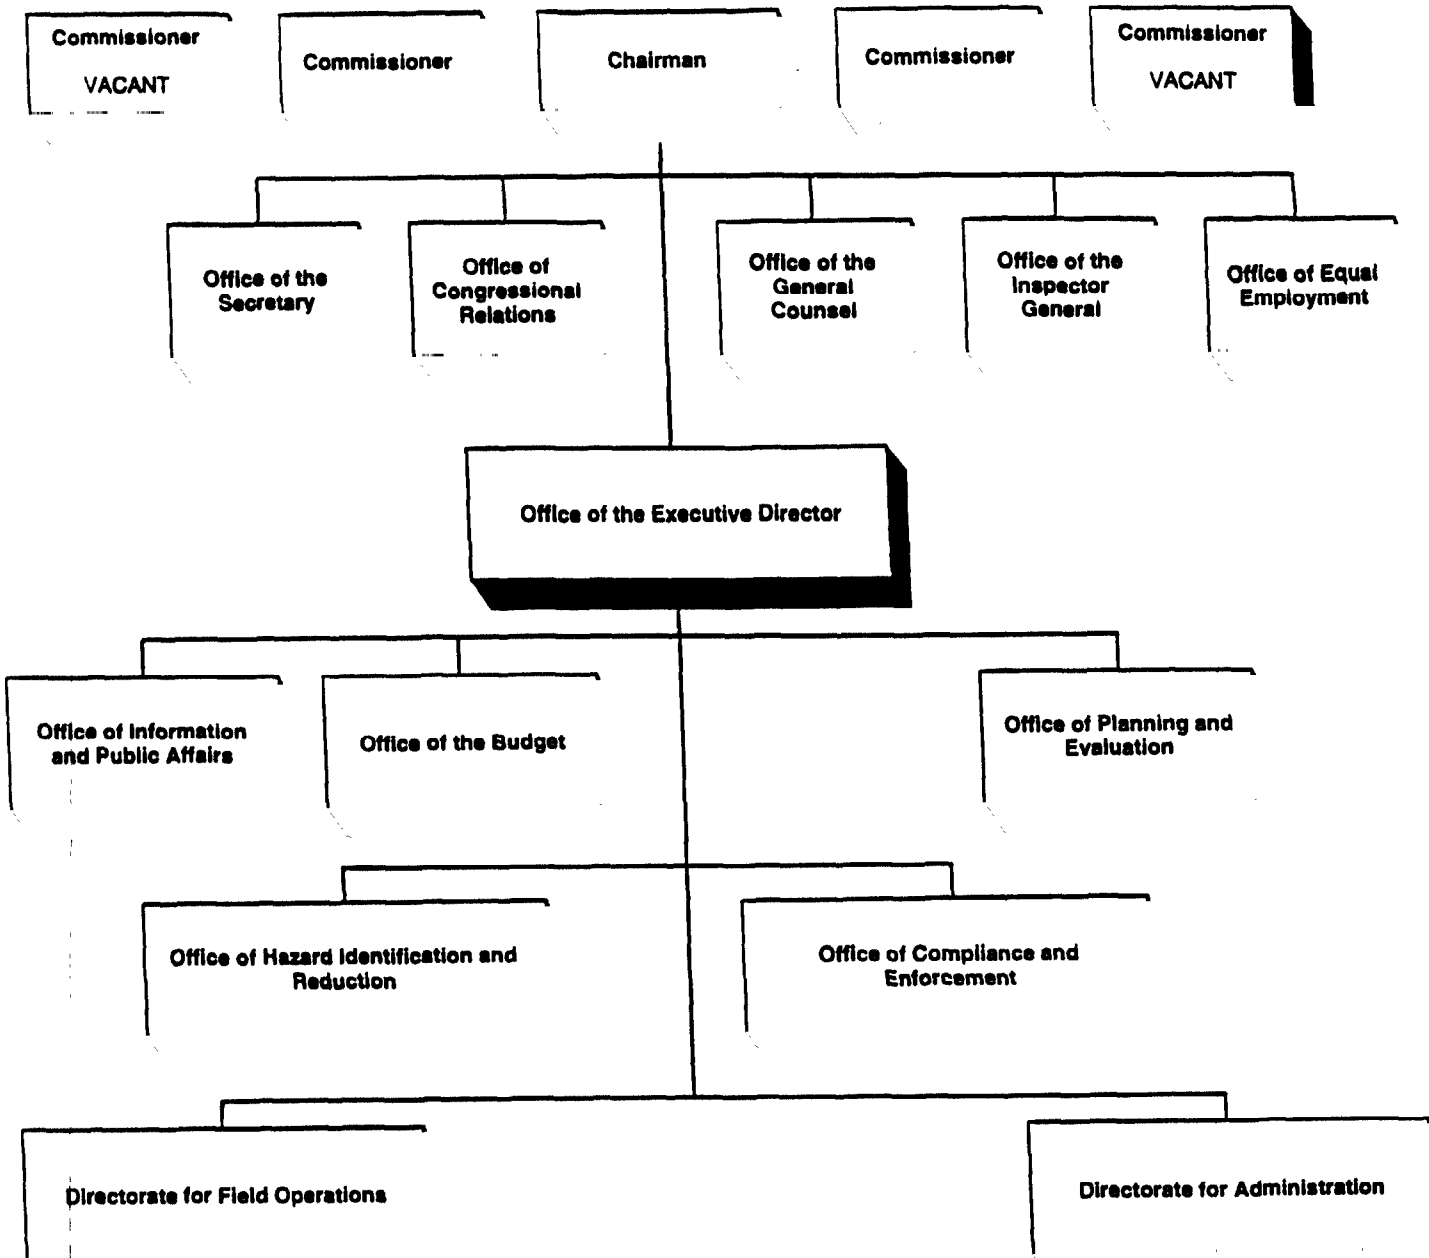 Commissioner
VACANT
Commissioner
Chairman
Commissioner
Commissioner
VACANT
Office of the
Secretary
Office of
Congressional
Relations
Office of the
General
Counsel
Office of the
Inspector
General
Office of Equal
Employment
Office of the Executive Director
Office of Information
and Public Affairs
Office of the Budget
Office of Planning and
Evaluation
Office of Hazard Identification and
Reduction
Office of Compliance and
Enforcement
Directorate for Field Operations
Directorate for Administration